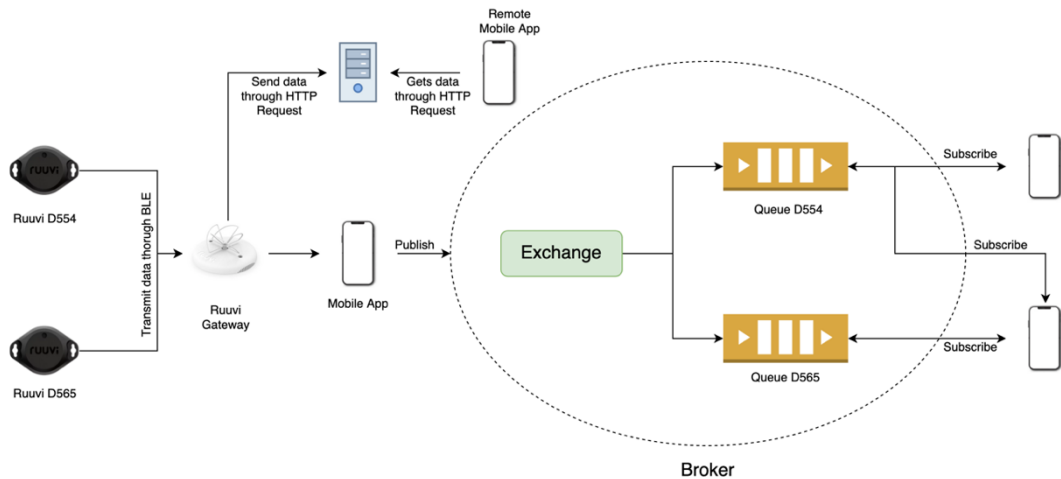 Remote
Mobile App
Send data
through HTTP
Request
Gets data
through HTTP
Request
ruuvi
Ruuvi D554
Transmit data thorugh BLE
Ruuvi
Gateway
Mobile App
Publish
Exchange
Queue D554
Subscribe
Subscribe
ruuvi
Ruuvi D565
Queue D565
Subscribe
Broker